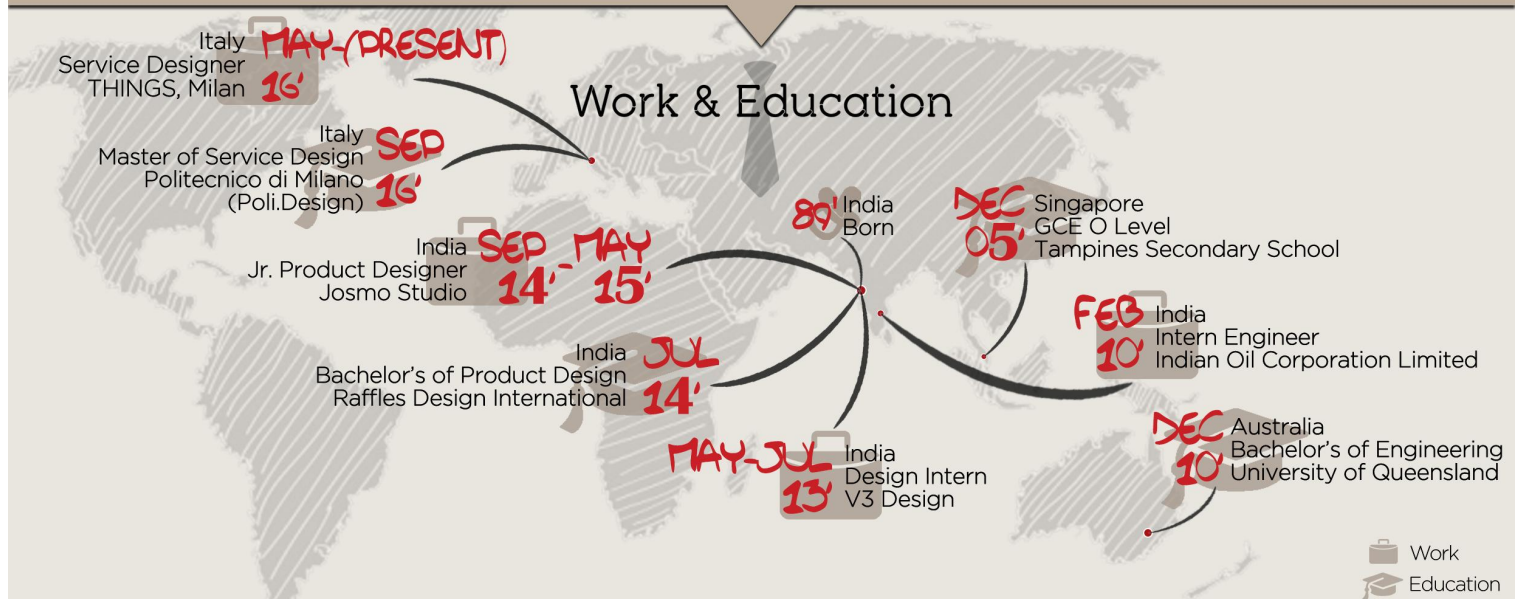 Work & Education
Italy MAY-(PRESENT)
Service Designer
THINGS, Milan 16'
Italy SEP
Master of Service Design
Politecnico di Milano 16'
(Poli.Design)
India SEP - MAY
Jr. Product Designer
Josmo Studio 14' 15'
India JUL
Bachelor's of Product Design
Raffles Design International 14'
MAY-JUL India
Design Intern
13' V3 Design
89' India
Born
DEC Singapore
05' GCE O Level
Tampines Secondary School
FEB India
Intern Engineer
10' Indian Oil Corporation Limited
DEC Australia
Bachelor's of Engineering
10' University of Queensland
Work
Education